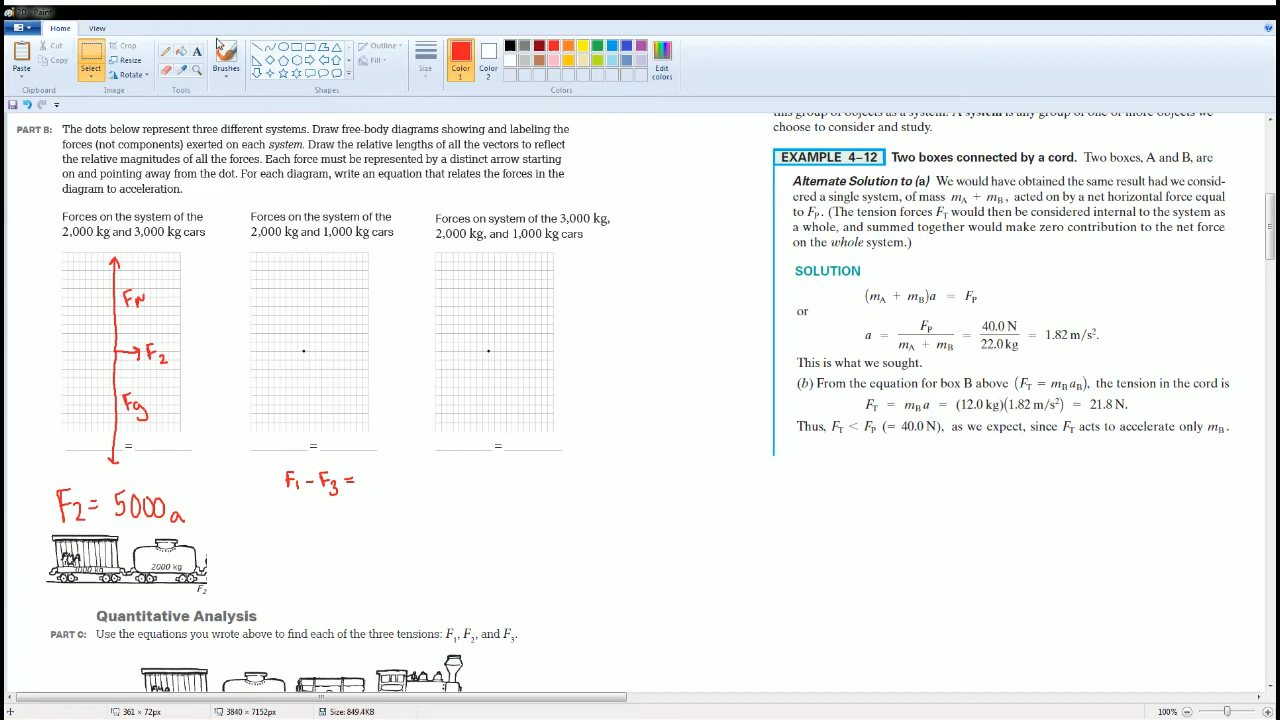 Home
View
Paste
Cut
Copy
Clipboard
Select
Crop
Resize
Rotate
Image
Tools
Brushes
Shapes
Outline
Fill
Size
Color
1
Color
2
Edit
colors
Colors
PART B: The dots below represent three different systems. Draw free-body diagrams showing and labeling the
forces (not components) exerted on each system. Draw the relative lengths of all the vectors to reflect
the relative magnitudes of all the forces. Each force must be represented by a distinct arrow starting
on and pointing away from the dot. For each diagram, write an equation that relates the forces in the
diagram to acceleration.
Forces on the system of the
2,000 kg and 3,000 kg cars
Forces on the system of the
2,000 kg and 1,000 kg cars
Forces on system of the 3,000 kg,
2,000 kg, and 1,000 kg cars
FN
F2
Fg
=
=
=
F1 - F3 =
F2 = 5000a
3000 kg
2000 kg
F2
Quantitative Analysis
PART C: Use the equations you wrote above to find each of the three tensions: F1, F2, and F3.
choose to consider and study.
EXAMPLE 4–12 Two boxes connected by a cord. Two boxes, A and B, are
Alternate Solution to (a) We would have obtained the same result had we consid-
ered a single system, of mass mA + mB, acted on by a net horizontal force equal
to FP. (The tension forces FT would then be considered internal to the system as
a whole, and summed together would make zero contribution to the net force
on the whole system.)
SOLUTION
(mA + mB)a = FP
or
a = FP / (mA + mB) = 40.0 N / 22.0 kg = 1.82 m/s².
This is what we sought.
(b) From the equation for box B above (FT = mB aB), the tension in the cord is
FT = mB a = (12.0 kg)(1.82 m/s²) = 21.8 N.
Thus, FT < FP (= 40.0 N), as we expect, since FT acts to accelerate only mB.
361 × 72px
3840 × 7152px
Size: 849.4KB
100%